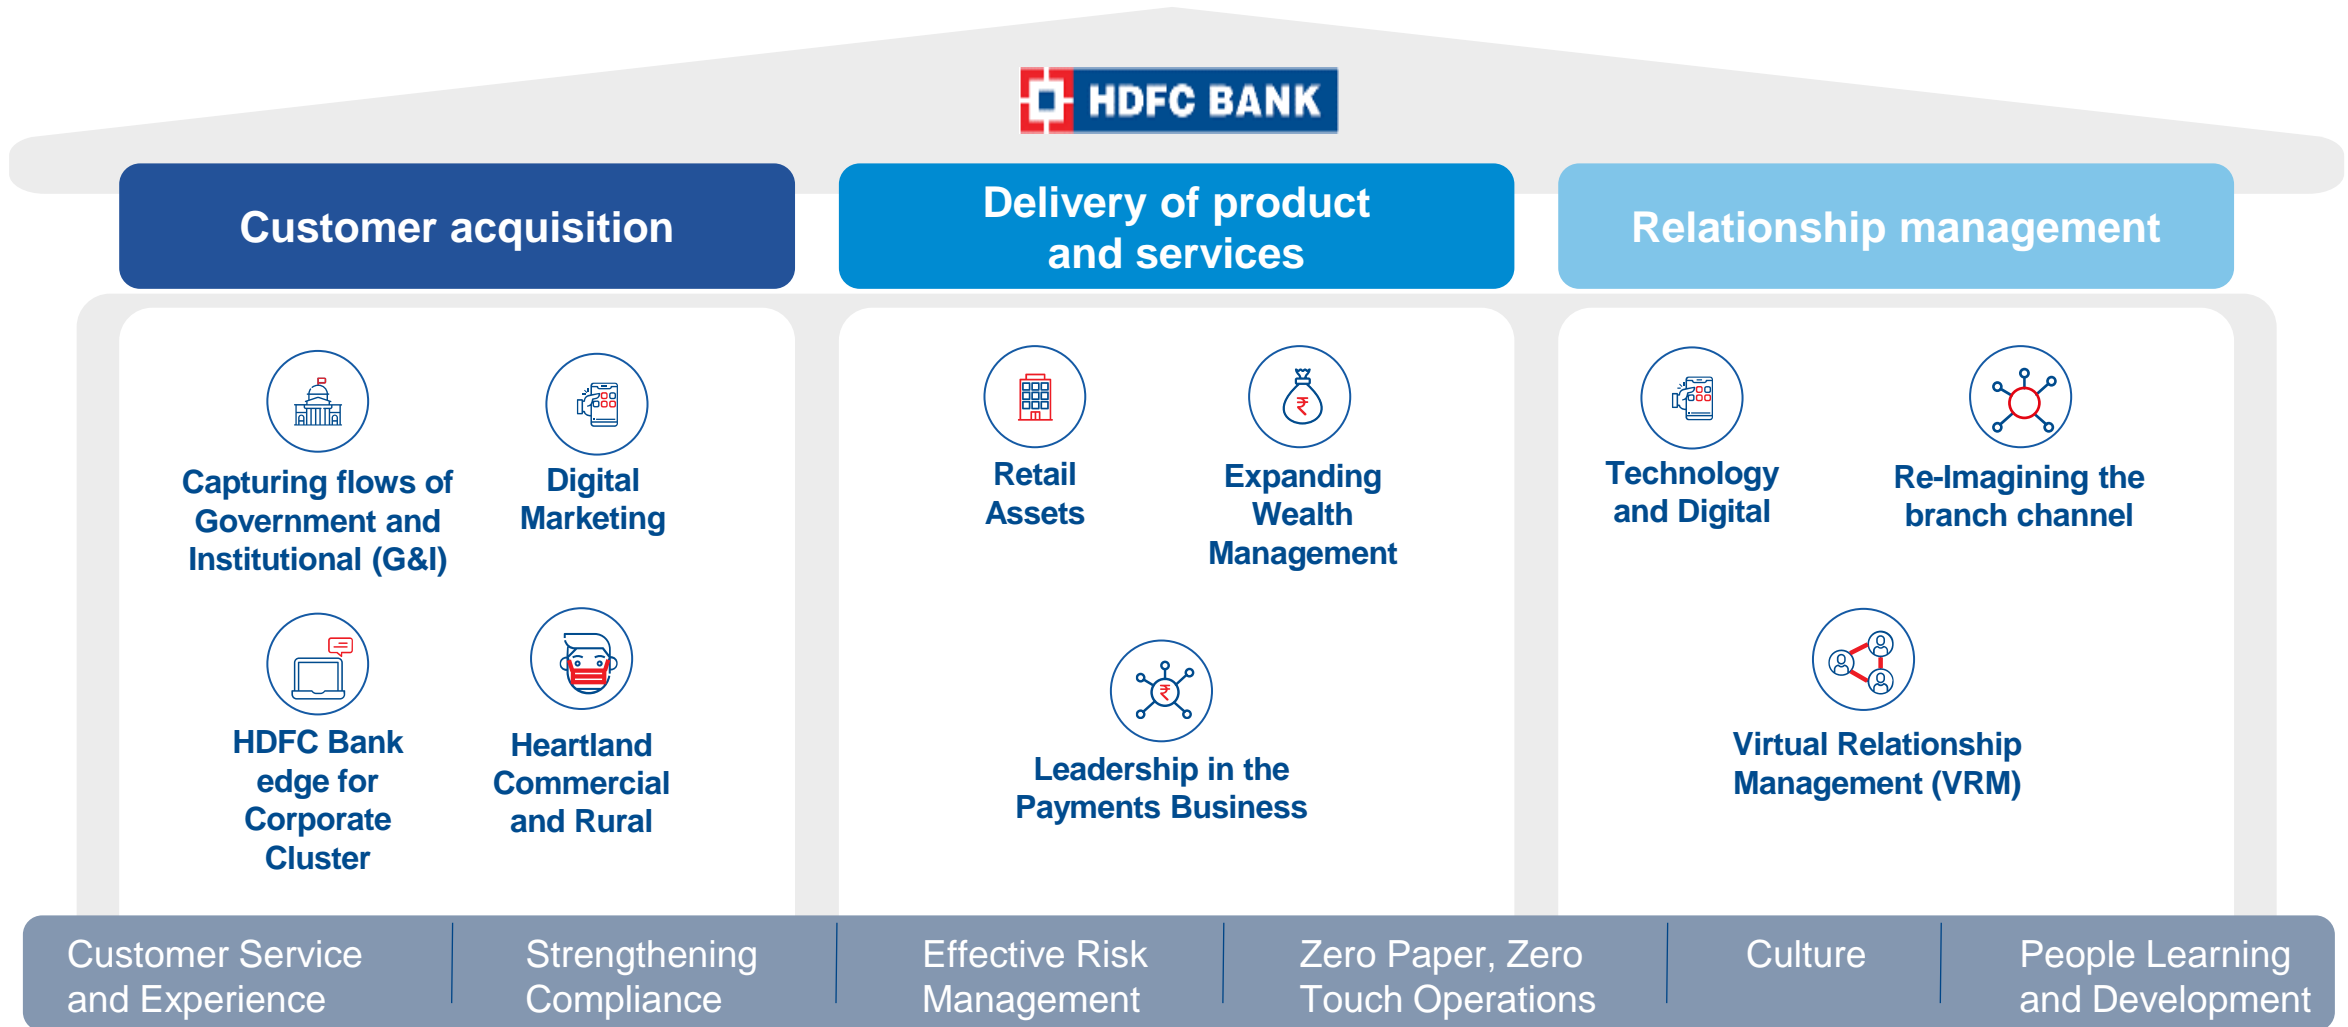 HDFC BANK
Customer acquisition
Delivery of product
and services
Relationship management
Capturing flows of
Government and
Institutional (G&I)
Digital
Marketing
HDFC Bank
edge for
Corporate
Cluster
Heartland
Commercial
and Rural
Retail
Assets
Expanding
Wealth
Management
Leadership in the
Payments Business
Technology
and Digital
Re-Imagining the
branch channel
Virtual Relationship
Management (VRM)
Customer Service
and Experience
Strengthening
Compliance
Effective Risk
Management
Zero Paper, Zero
Touch Operations
Culture
People Learning
and Development